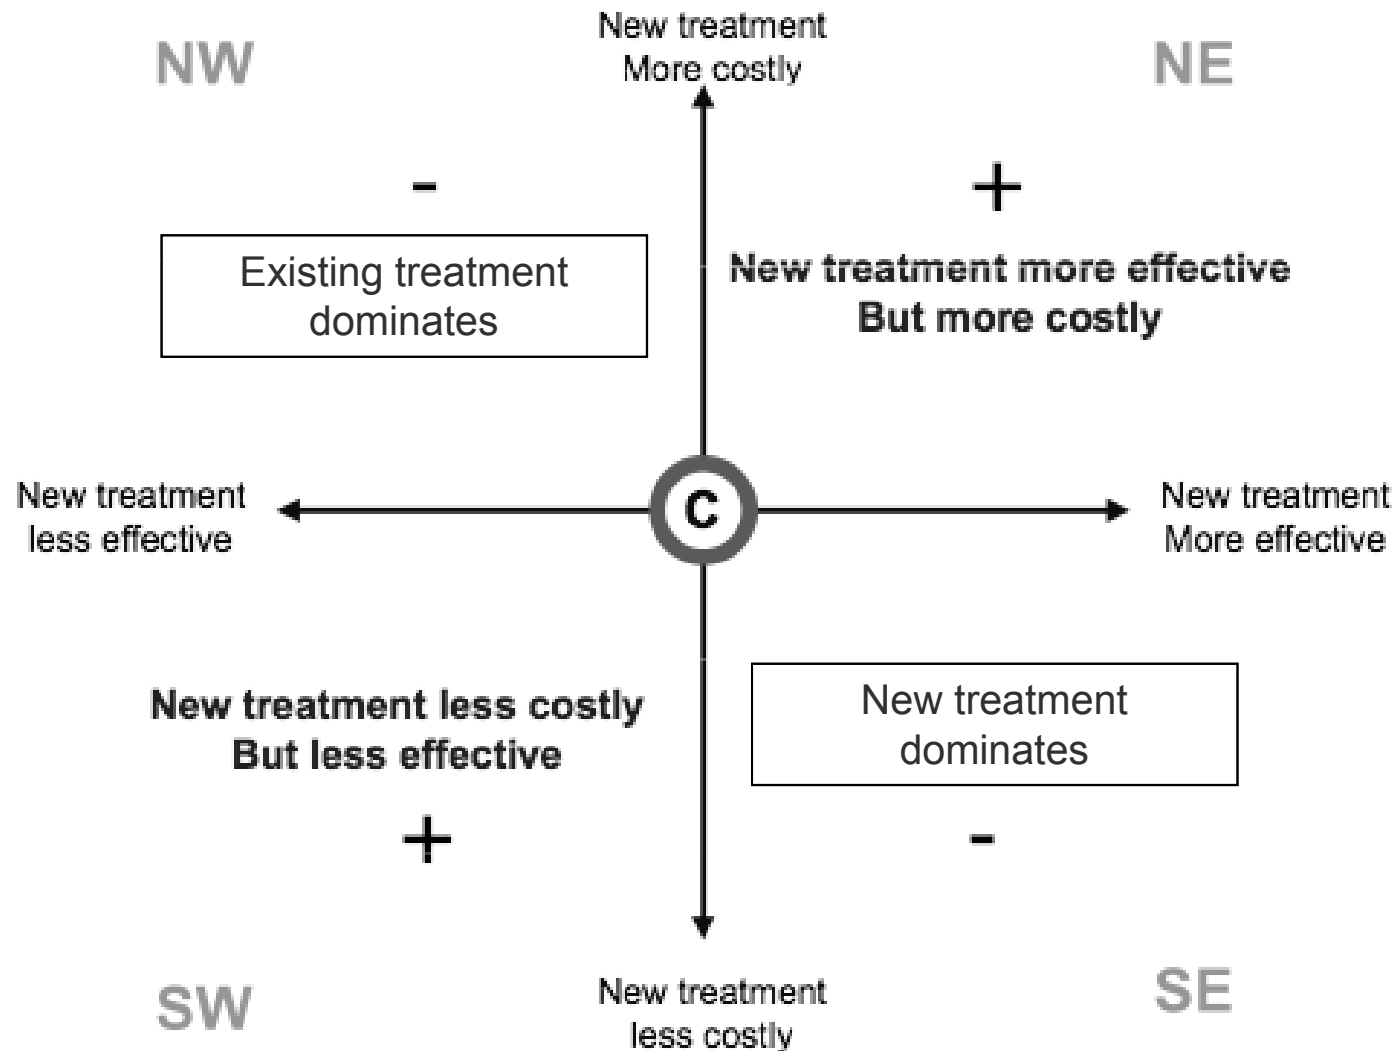 New treatment
More costly
NW
NE
-
+
Existing treatment
dominates
New treatment more effective
But more costly
New treatment
less effective
C
New treatment
More effective
New treatment less costly
But less effective
+
New treatment
dominates
-
SW
New treatment
less costly
SE